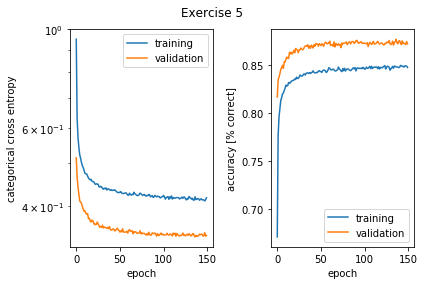 Exercise 5
categorical cross entropy
10⁰
6 × 10⁻¹
4 × 10⁻¹
training
validation
0 50 100 150
epoch
accuracy [% correct]
0.85
0.80
0.75
0.70
training
validation
0 50 100 150
epoch